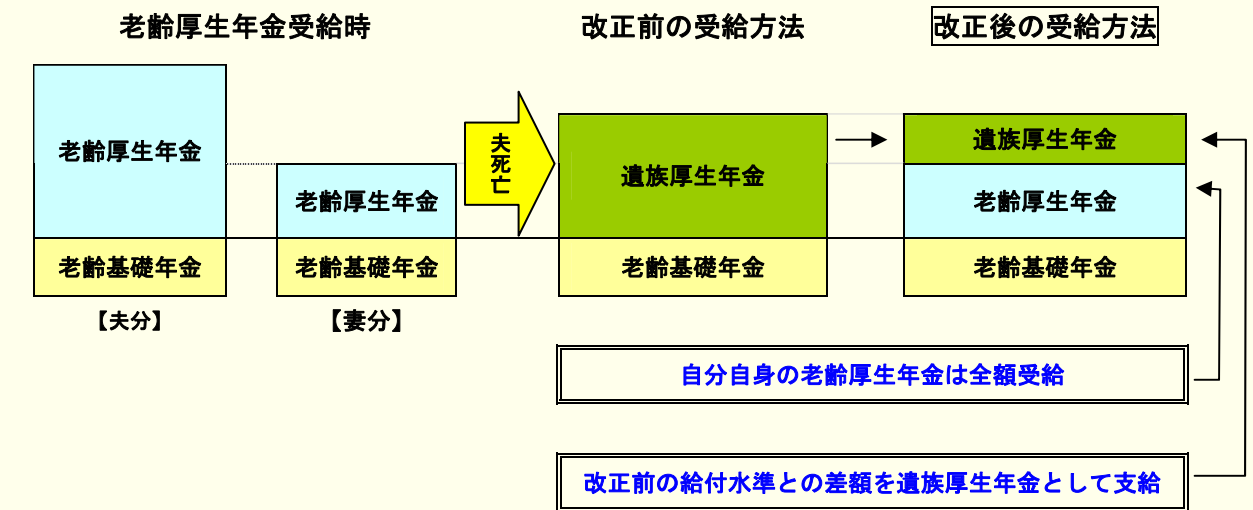 老齢厚生年金受給時
改正前の受給方法
改正後の受給方法
老齢厚生年金
老齢厚生年金
夫死亡
遺族厚生年金
遺族厚生年金
老齢厚生年金
老齢基礎年金
老齢基礎年金
老齢基礎年金
老齢基礎年金
【夫分】
【妻分】
自分自身の老齢厚生年金は全額受給
改正前の給付水準との差額を遺族厚生年金として支給